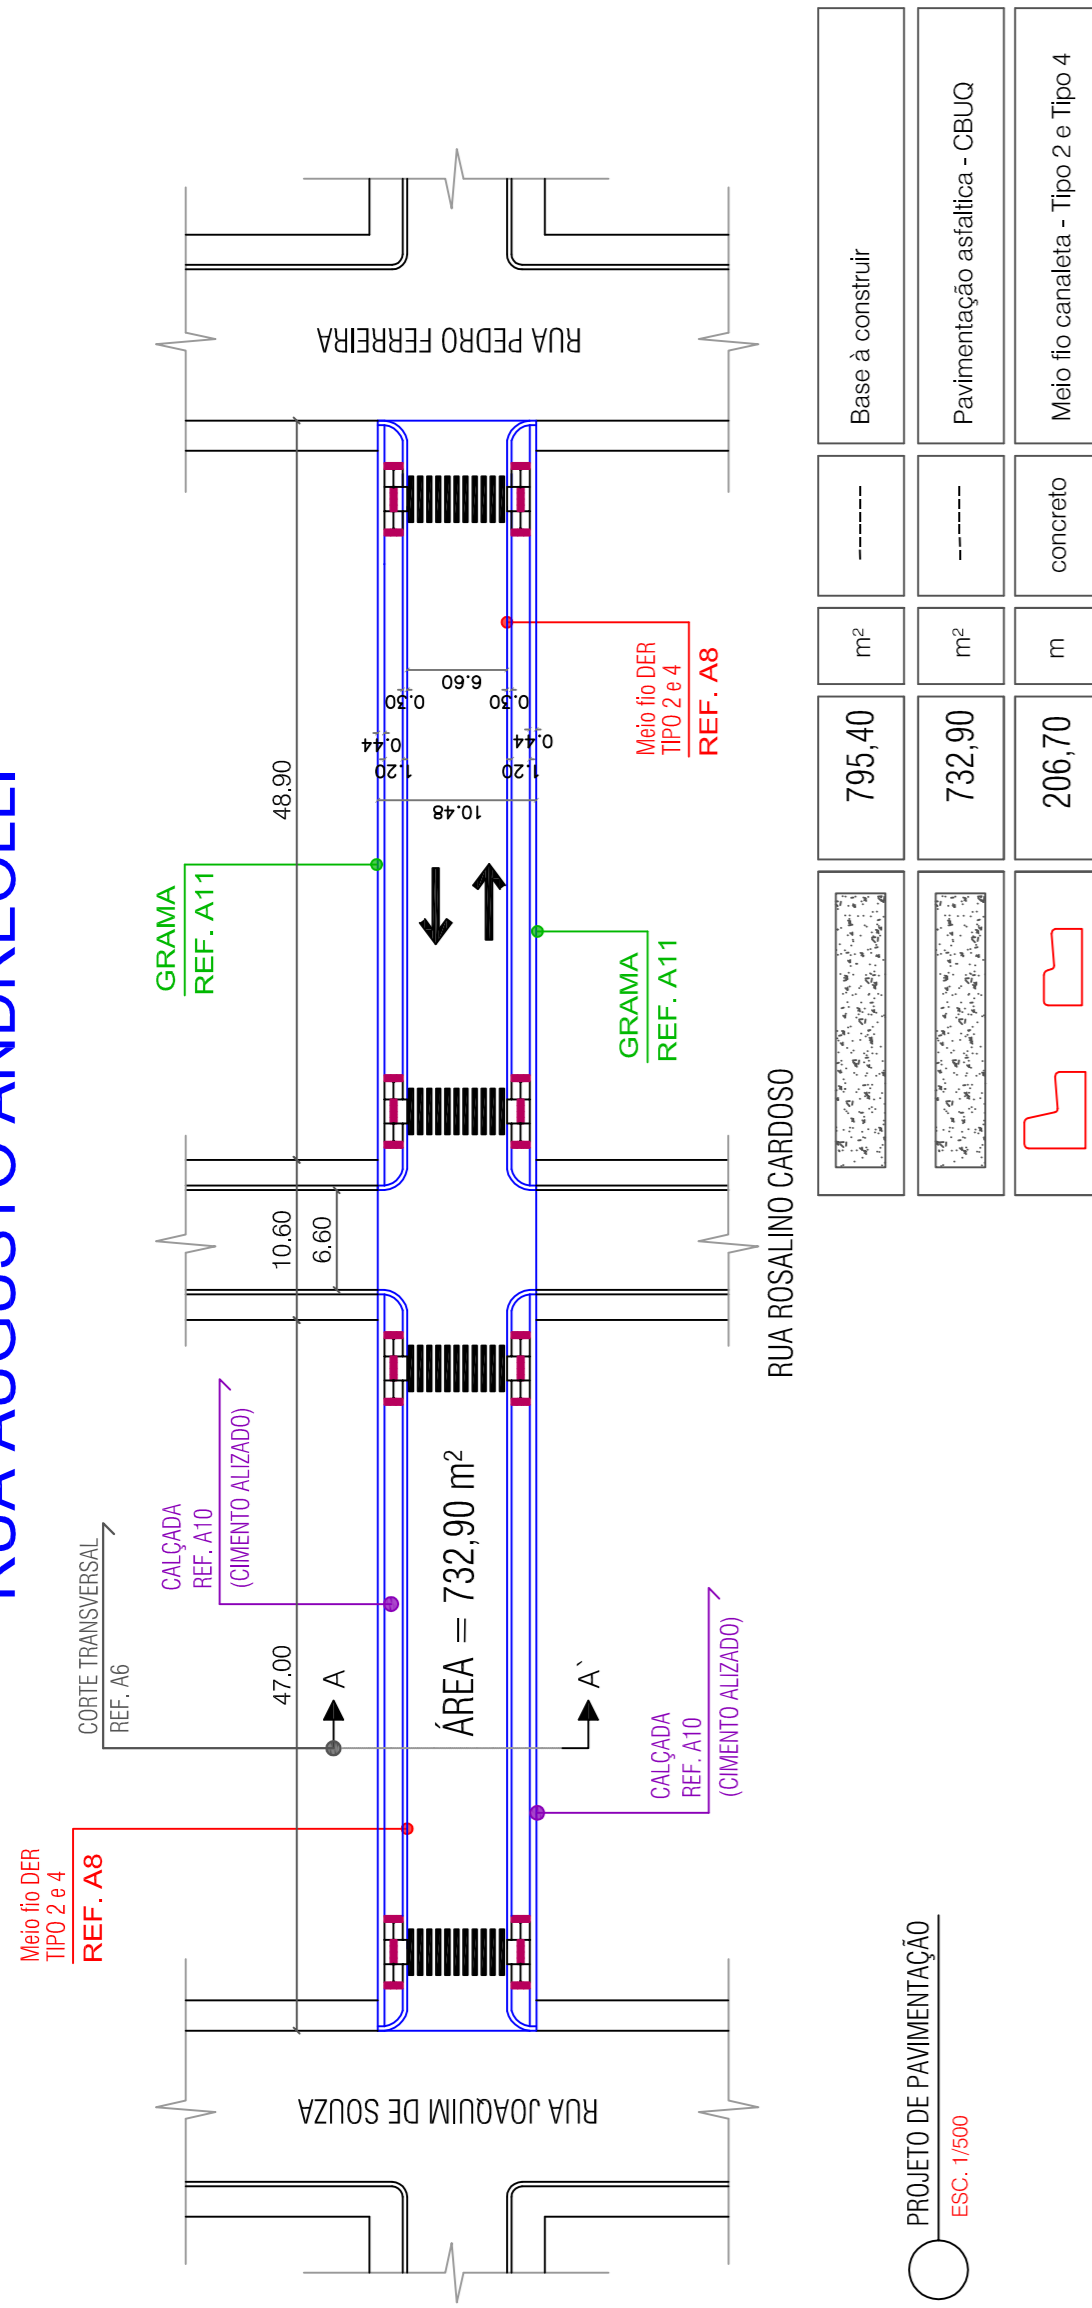 RUA AUGUSTO ANDREOLLI
Meio fio DER
TIPO 2 e 4
REF. A8
CORTE TRANSVERSAL
REF. A6
CALÇADA
REF. A10
(CIMENTO ALIZADO)
GRAMA
REF. A11
47.00
10.60
48.90
6.60
A
A`
RUA JOAQUIM DE SOUZA
ÁREA = 732,90 m²
RUA PEDRO FERREIRA
0.44
1.20
0.30
6.60
10.48
0.30
0.44
1.20
CALÇADA
REF. A10
(CIMENTO ALIZADO)
GRAMA
REF. A11
Meio fio DER
TIPO 2 e 4
REF. A8
RUA ROSALINO CARDOSO
795,40 m² ------ Base à construir
732,90 m² ------ Pavimentação asfaltica - CBUQ
206,70 m concreto Meio fio canaleta - Tipo 2 e Tipo 4
PROJETO DE PAVIMENTAÇÃO
ESC. 1/500